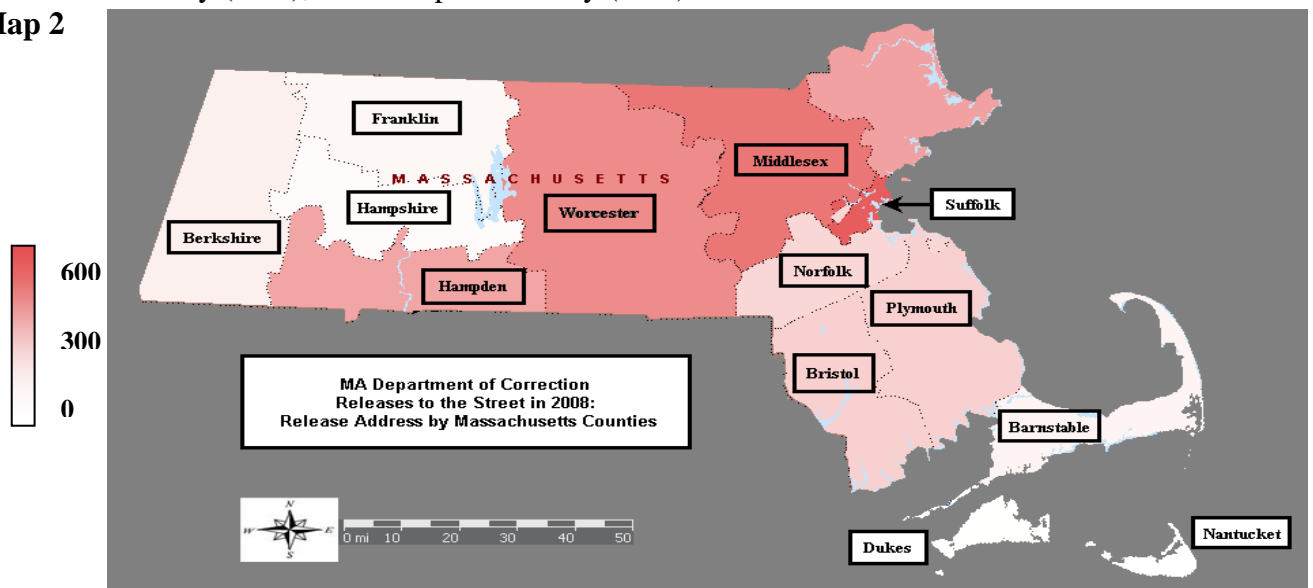 Map 2
Franklin
MASSACHUSETTS
Middlesex
Hampshire
Worcester
Suffolk
Berkshire
Norfolk
Hampden
Plymouth
600
300
0
MA Department of Correction
Releases to the Street in 2008:
Release Address by Massachusetts Counties
Bristol
Barnstable
N
W E
S
0 mi 10 20 30 40 50
Dukes
Nantucket